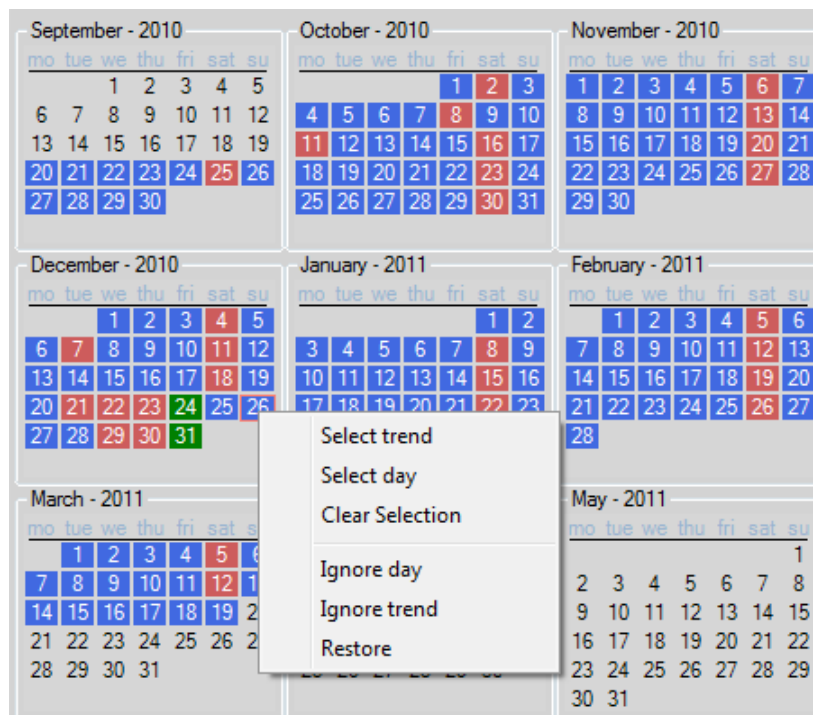 September - 2010
mo tue we thu fri sat su
1 2 3 4 5
6 7 8 9 10 11 12
13 14 15 16 17 18 19
20 21 22 23 24 25 26
27 28 29 30
October - 2010
mo tue we thu fri sat su
1 2 3
4 5 6 7 8 9 10
11 12 13 14 15 16 17
18 19 20 21 22 23 24
25 26 27 28 29 30 31
November - 2010
mo tue we thu fri sat su
1 2 3 4 5 6 7
8 9 10 11 12 13 14
15 16 17 18 19 20 21
22 23 24 25 26 27 28
29 30
December - 2010
mo tue we thu fri sat su
1 2 3 4 5
6 7 8 9 10 11 12
13 14 15 16 17 18 19
20 21 22 23 24 25 26
27 28 29 30 31
January - 2011
mo tue we thu fri sat su
1 2
3 4 5 6 7 8 9
10 11 12 13 14 15 16
17 18 19 20 21 22 23
February - 2011
mo tue we thu fri sat su
1 2 3 4 5 6
7 8 9 10 11 12 13
14 15 16 17 18 19 20
21 22 23 24 25 26 27
28
Select trend
Select day
Clear Selection
Ignore day
Ignore trend
Restore
March - 2011
mo tue we thu fri sat
1 2 3 4 5
7 8 9 10 11 12
14 15 16 17 18 19
21 22 23 24 25 26
28 29 30 31
May - 2011
mo tue we thu fri sat su
1
2 3 4 5 6 7 8
9 10 11 12 13 14 15
16 17 18 19 20 21 22
23 24 25 26 27 28 29
30 31